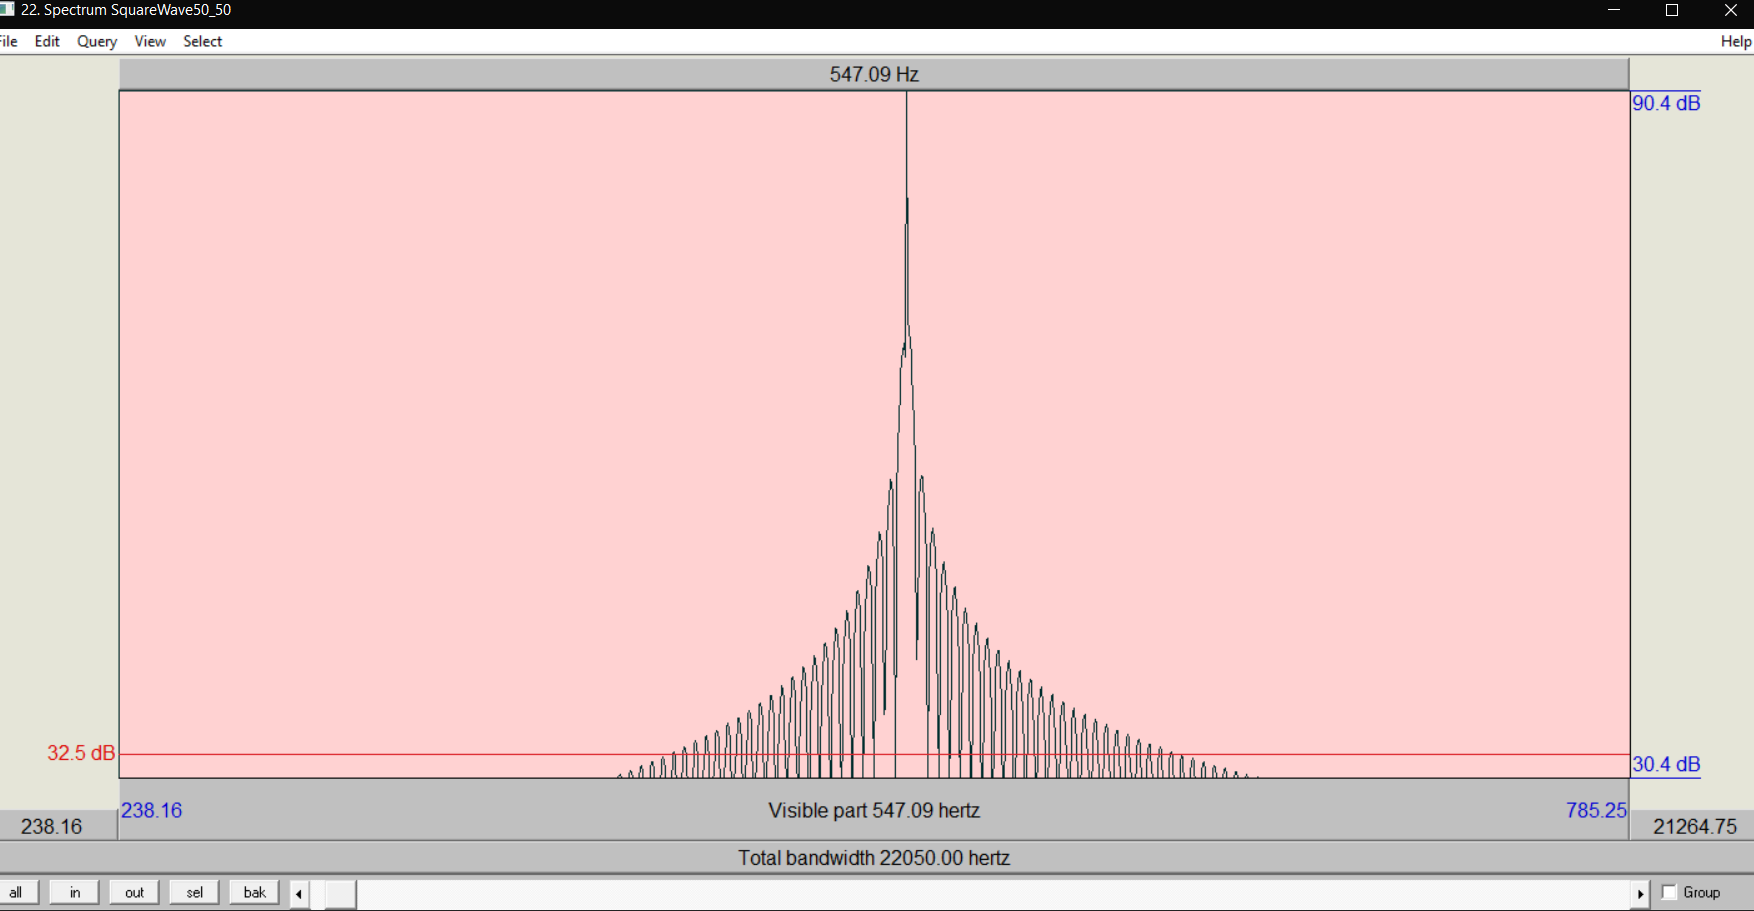 22. Spectrum SquareWave50_50
File Edit Query View Select Help
547.09 Hz
90.4 dB
32.5 dB
30.4 dB
238.16 Visible part 547.09 hertz 785.25
238.16 21264.75
Total bandwidth 22050.00 hertz
all in out sel bak Group